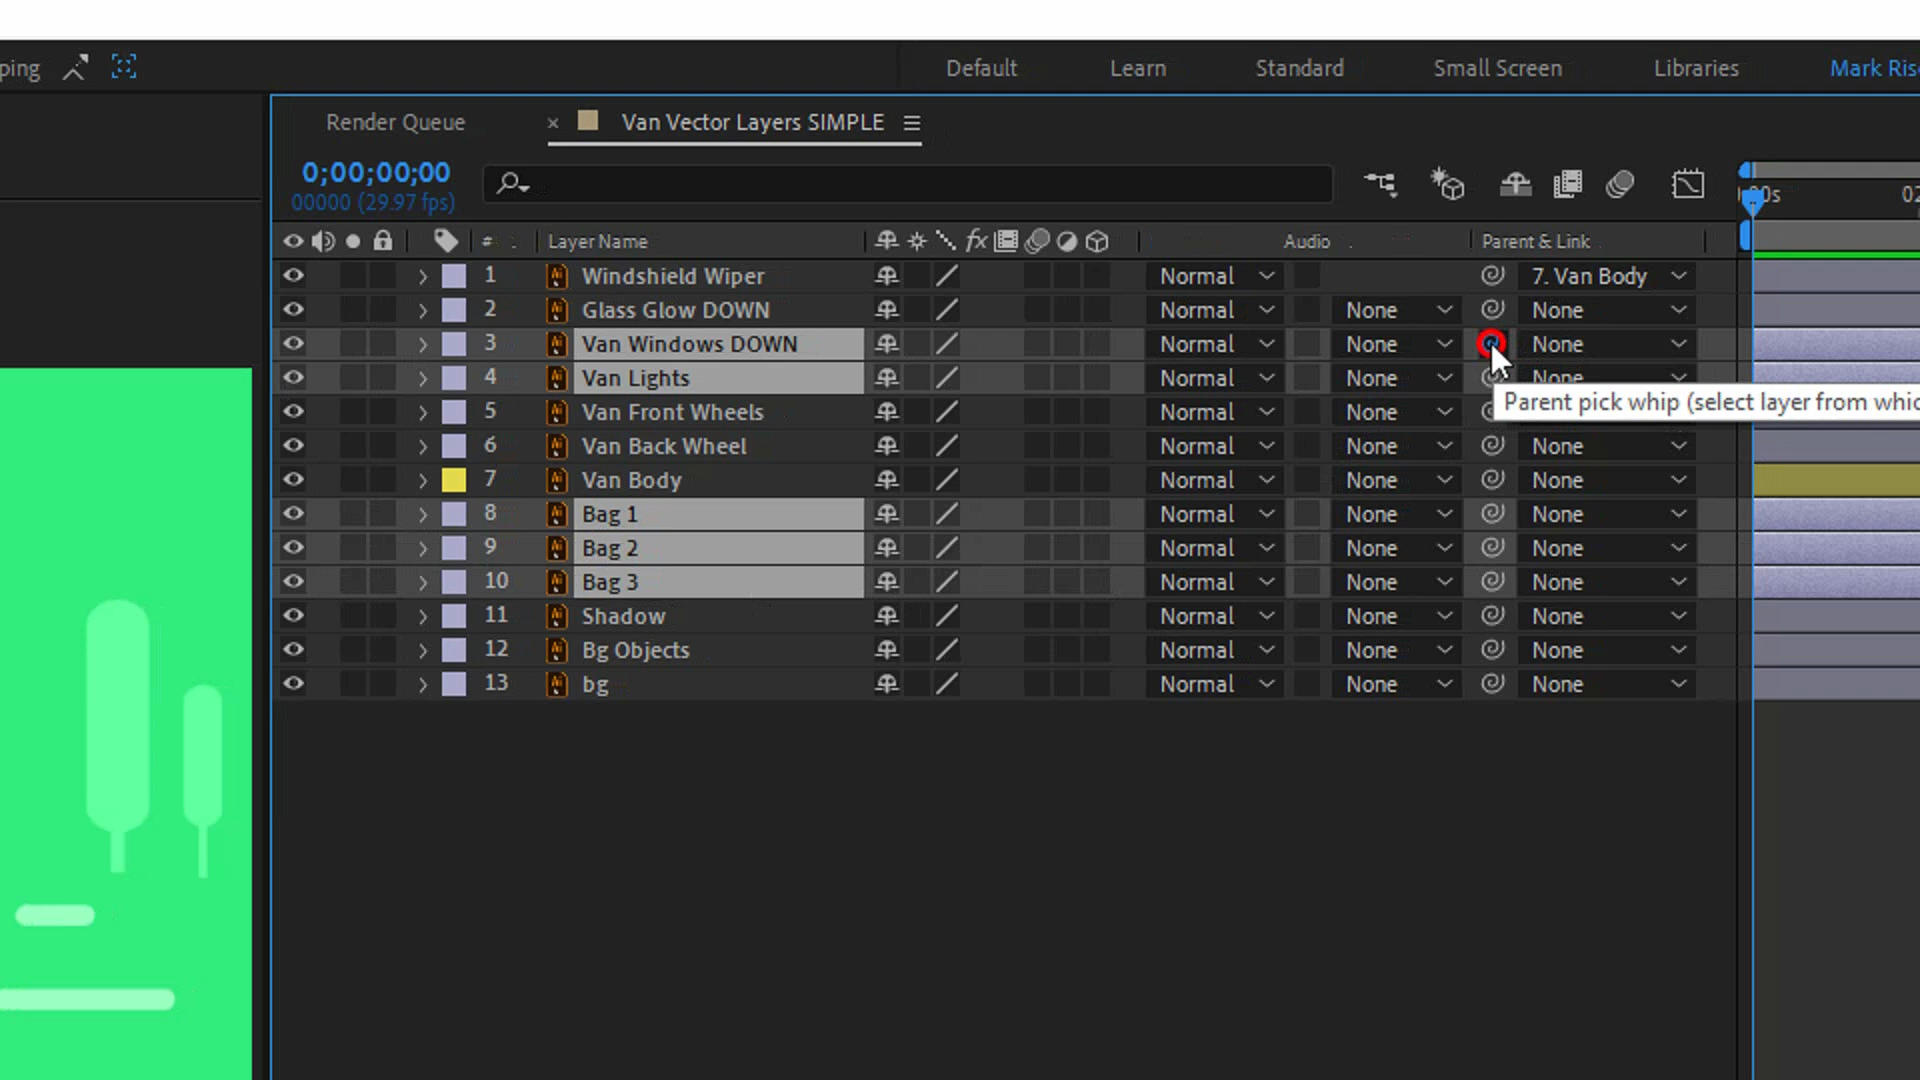 ping Default Learn Standard Small Screen Libraries Mark Ris
Render Queue × Van Vector Layers SIMPLE
0;00;00;00
00000 (29.97 fps) 00s 02
# Layer Name fx Audio Parent & Link
1 Windshield Wiper Normal 7. Van Body
2 Glass Glow DOWN Normal None None
3 Van Windows DOWN Normal None None
4 Van Lights Normal None None
Parent pick whip (select layer from whic
5 Van Front Wheels Normal None
6 Van Back Wheel Normal None None
7 Van Body Normal None None
8 Bag 1 Normal None None
9 Bag 2 Normal None None
10 Bag 3 Normal None None
11 Shadow Normal None None
12 Bg Objects Normal None None
13 bg Normal None None